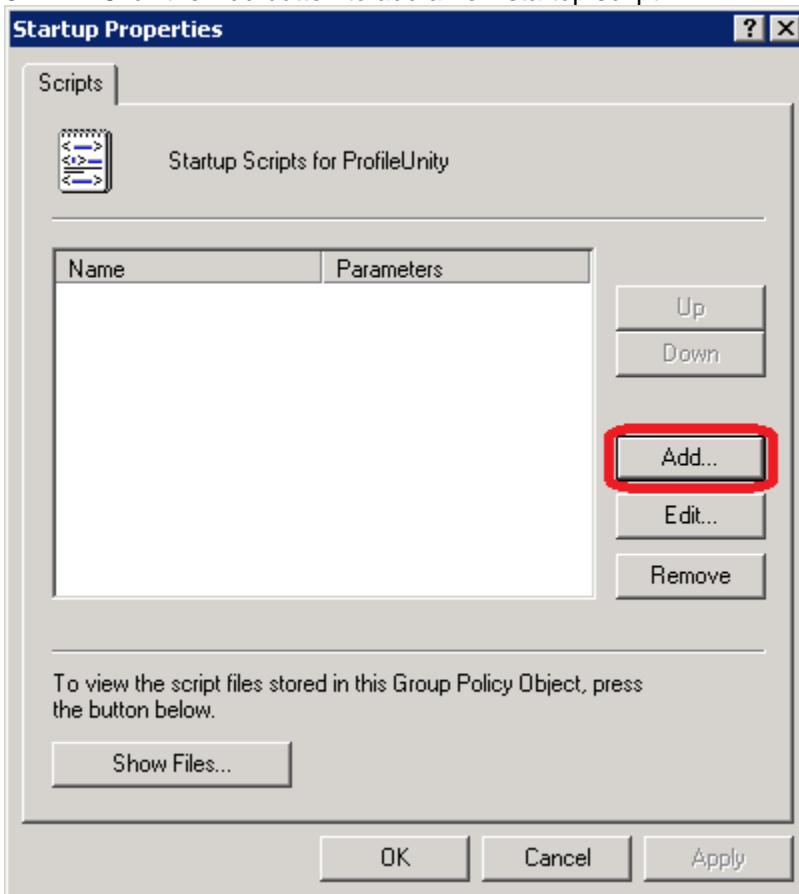 Startup Properties
Scripts
Startup Scripts for ProfileUnity
Name Parameters
Up
Down
Add...
Edit...
Remove
To view the script files stored in this Group Policy Object, press
the button below.
Show Files...
OK Cancel Apply